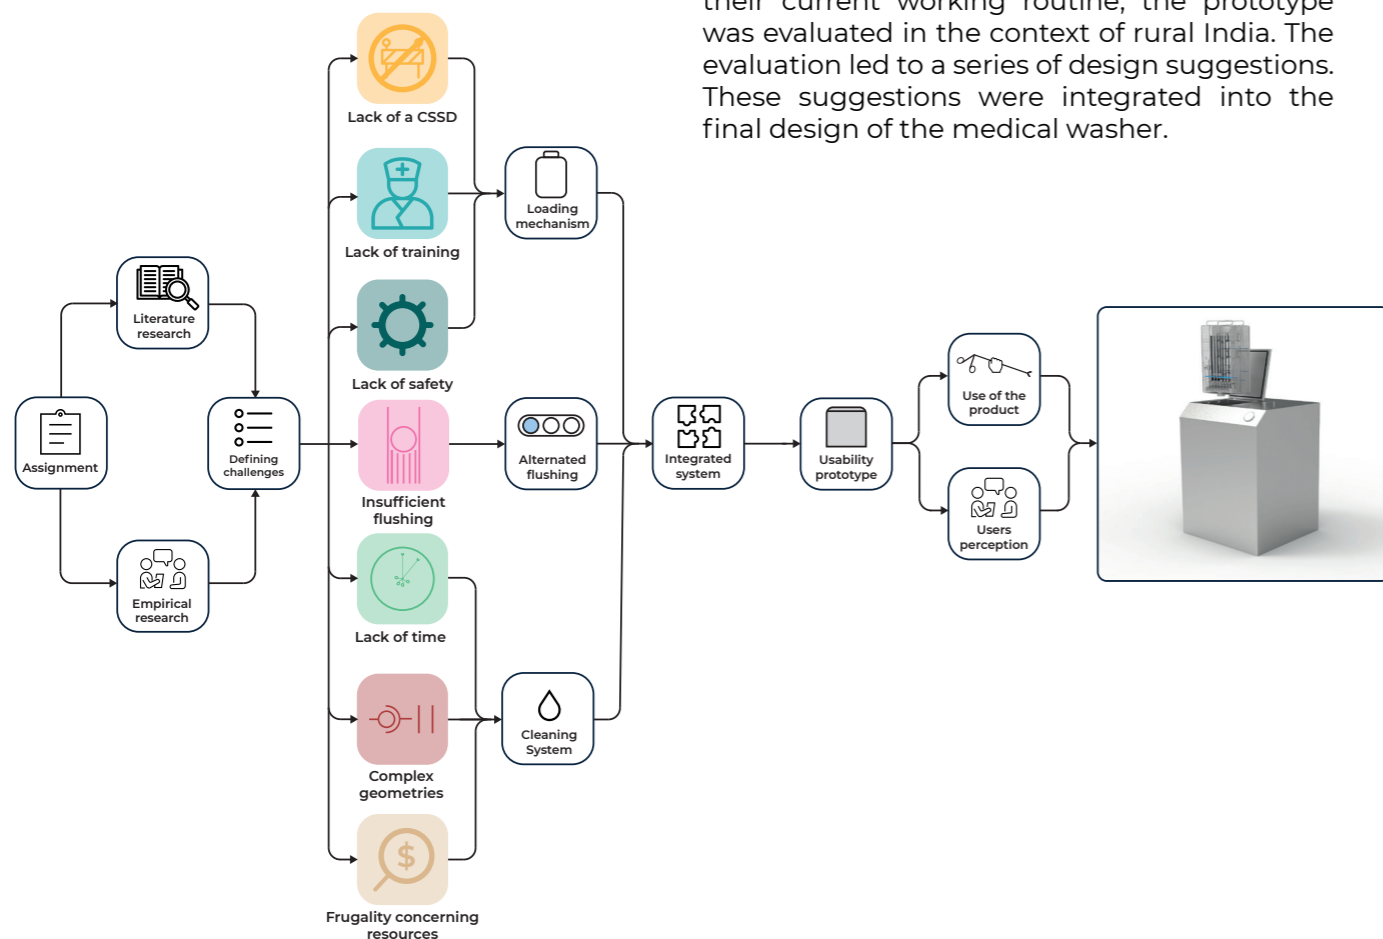 their current working routine, the prototype
was evaluated in the context of rural India. The
evaluation led to a series of design suggestions.
These suggestions were integrated into the
final design of the medical washer.
Assignment
Literature
research
Empirical
research
Defining
challenges
Lack of a CSSD
Lack of training
Lack of safety
Insufficient
flushing
Lack of time
Complex
geometries
$
Frugality concerning
resources
Loading
mechanism
Alternated
flushing
Cleaning
System
Integrated
system
Usability
prototype
Use of the
product
Users
perception